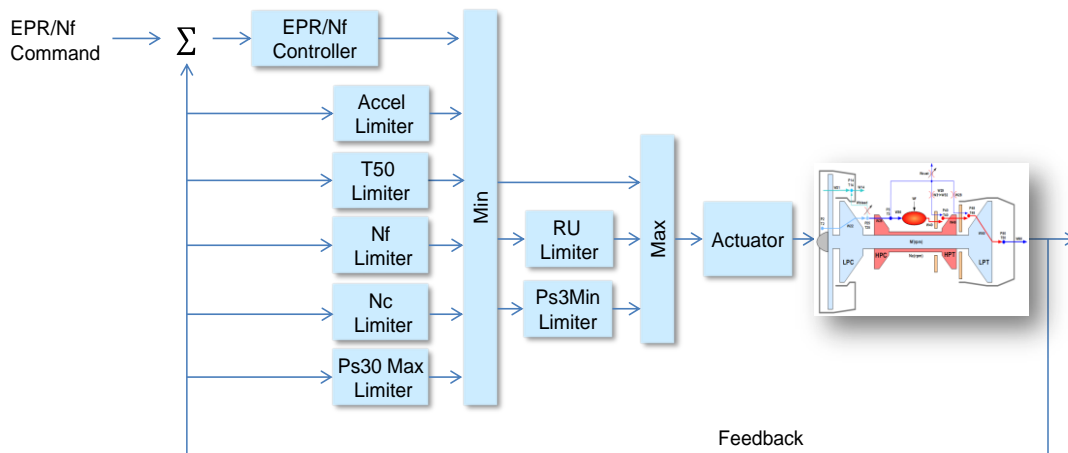 EPR/Nf
Command
Σ
EPR/Nf
Controller
Accel
Limiter
T50
Limiter
Nf
Limiter
Nc
Limiter
Ps30 Max
Limiter
Min
RU
Limiter
Ps3Min
Limiter
Max
Actuator
LPC
HPC
HPT
LPT
Feedback